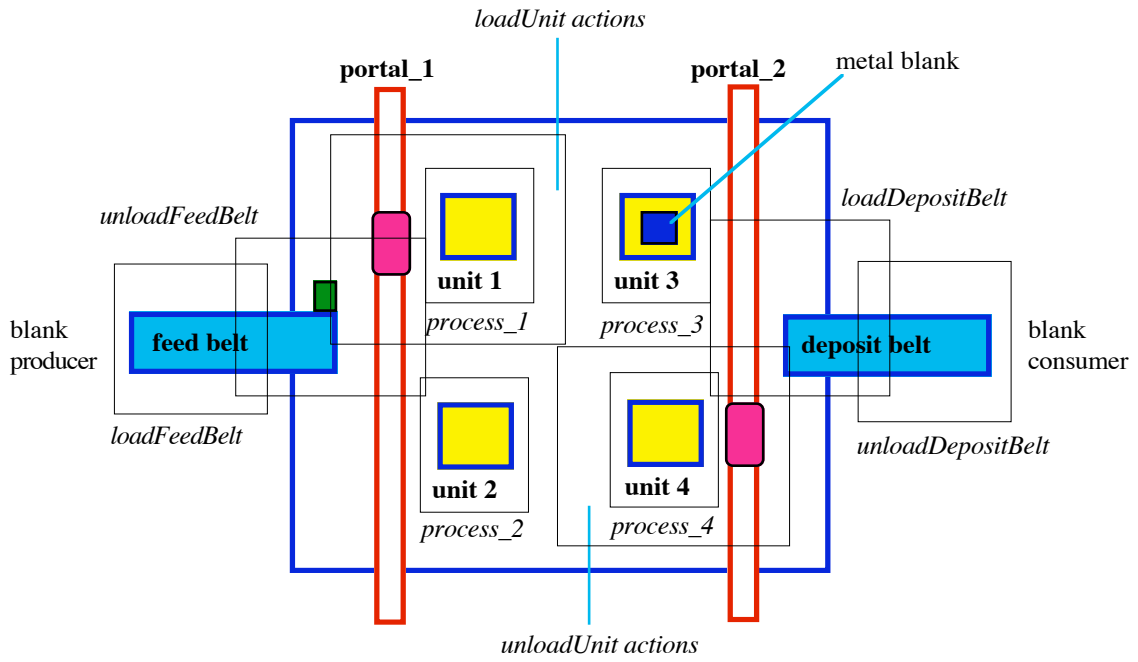 loadUnit actions
portal_1
portal_2
metal blank
unloadFeedBelt
loadDepositBelt
unit 1
unit 3
process_1
process_3
blank
producer
feed belt
deposit belt
blank
consumer
loadFeedBelt
unloadDepositBelt
unit 2
unit 4
process_2
process_4
unloadUnit actions